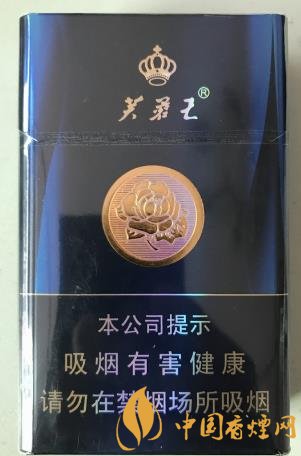 芙蓉王®
本公司提示
吸烟有害健康
请勿在禁烟场所吸烟
中国香烟网